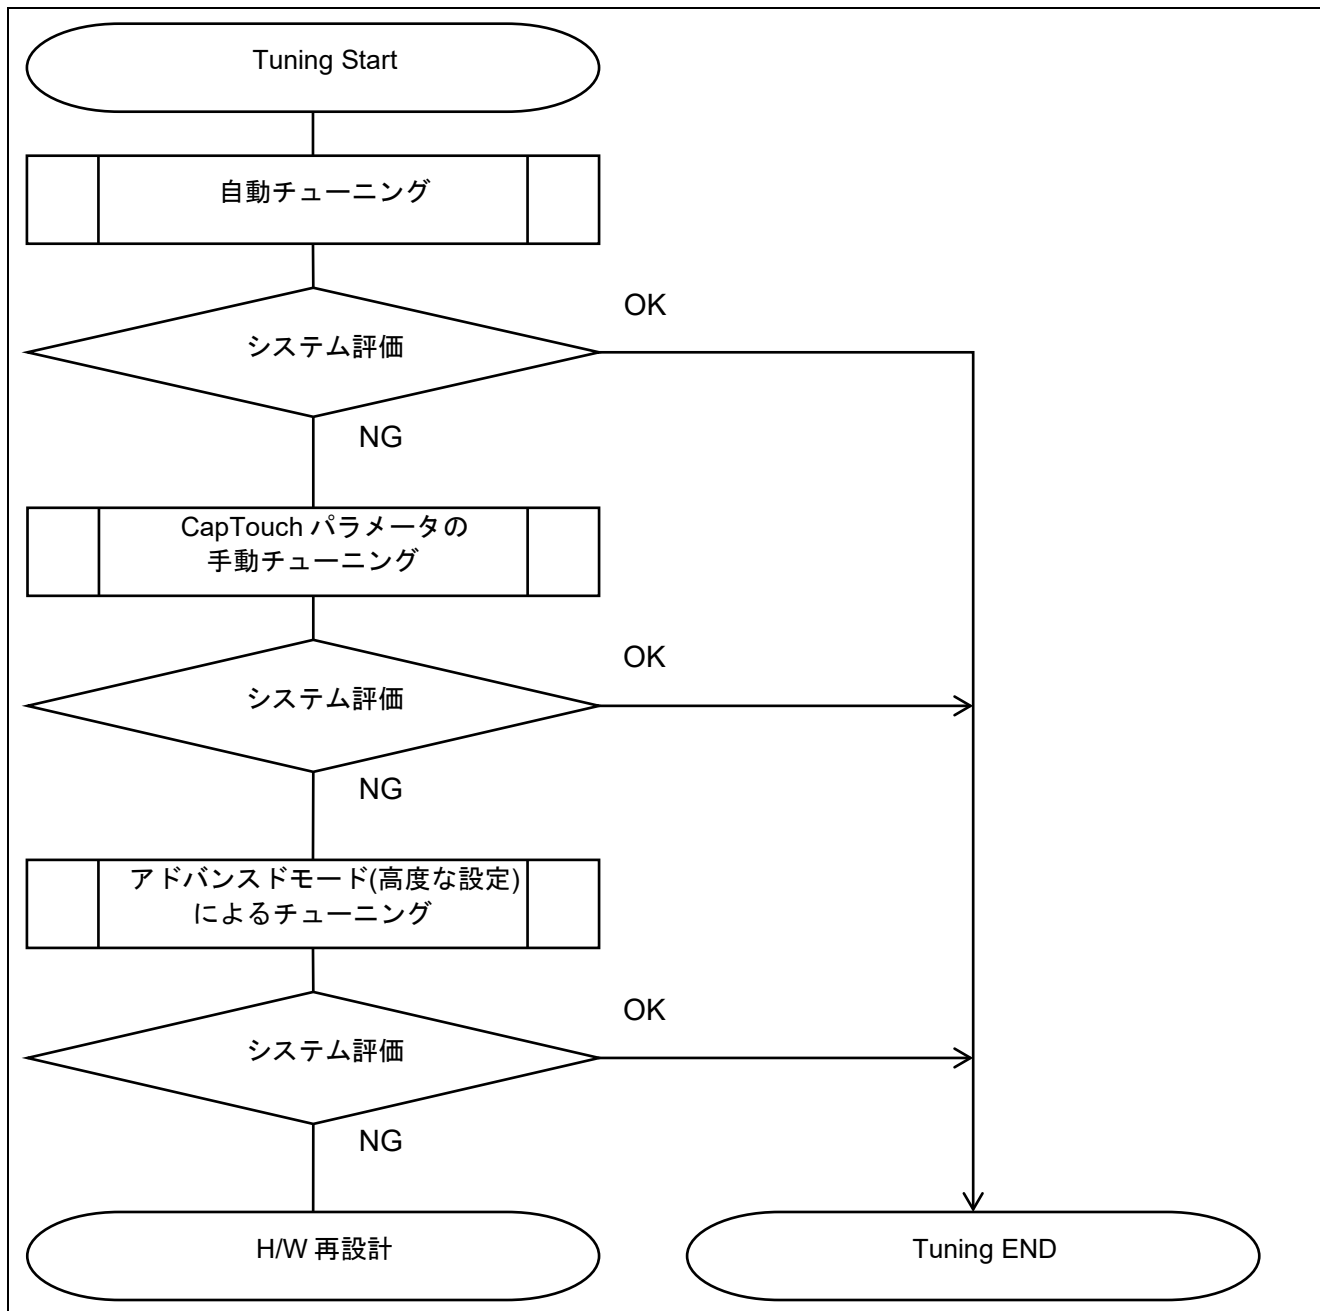 Tuning Start
自動チューニング
OK
システム評価
NG
CapTouch パラメータの
手動チューニング
OK
システム評価
NG
アドバンスドモード(高度な設定)
によるチューニング
OK
システム評価
NG
H/W 再設計
Tuning END